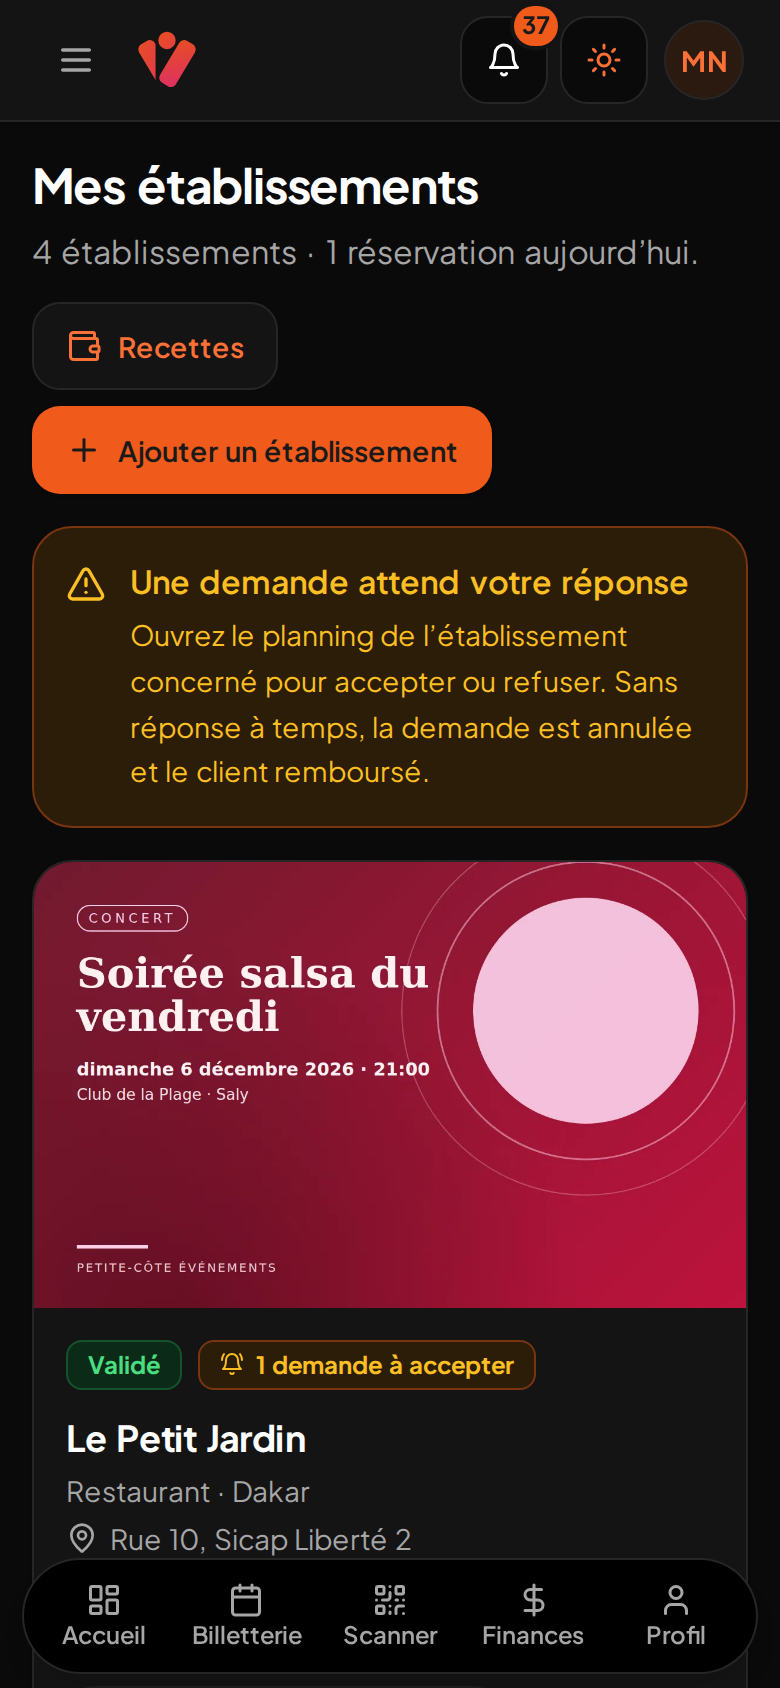 37
MN
Mes établissements
4 établissements · 1 réservation aujourd’hui.
Recettes
Ajouter un établissement
Une demande attend votre réponse
Ouvrez le planning de l’établissement
concerné pour accepter ou refuser. Sans
réponse à temps, la demande est annulée
et le client remboursé.
CONCERT
Soirée salsa du
vendredi
dimanche 6 décembre 2026 · 21:00
Club de la Plage · Saly
PETITE-CÔTE ÉVÉNEMENTS
Validé
1 demande à accepter
Le Petit Jardin
Restaurant · Dakar
Rue 10, Sicap Liberté 2
Accueil
Billetterie
Scanner
Finances
Profil